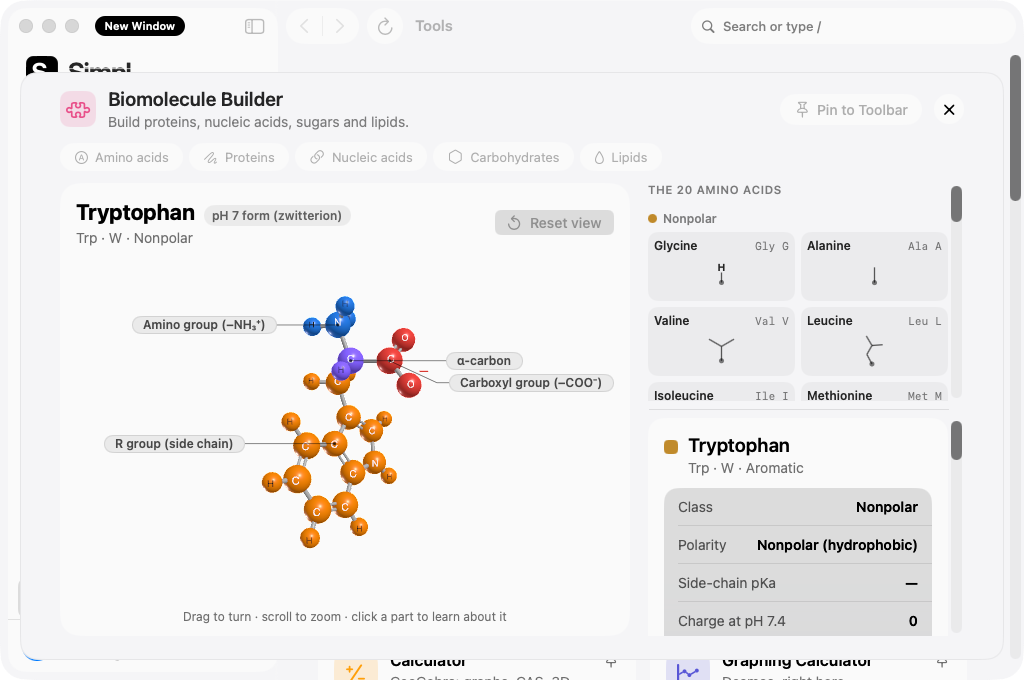 New Window
Tools
Search or type /
Simpl
Biomolecule Builder
Build proteins, nucleic acids, sugars and lipids.
Pin to Toolbar
Amino acids
Proteins
Nucleic acids
Carbohydrates
Lipids
Tryptophan
pH 7 form (zwitterion)
Trp · W · Nonpolar
Reset view
Amino group (−NH₃⁺)
α-carbon
Carboxyl group (−COO⁻)
R group (side chain)
Drag to turn · scroll to zoom · click a part to learn about it
THE 20 AMINO ACIDS
Nonpolar
Glycine Gly G
H
Alanine Ala A
Valine Val V
Leucine Leu L
Isoleucine Ile I
Methionine Met M
Tryptophan
Trp · W · Aromatic
Class Nonpolar
Polarity Nonpolar (hydrophobic)
Side-chain pKa —
Charge at pH 7.4 0
Calculator
Graphing Calculator